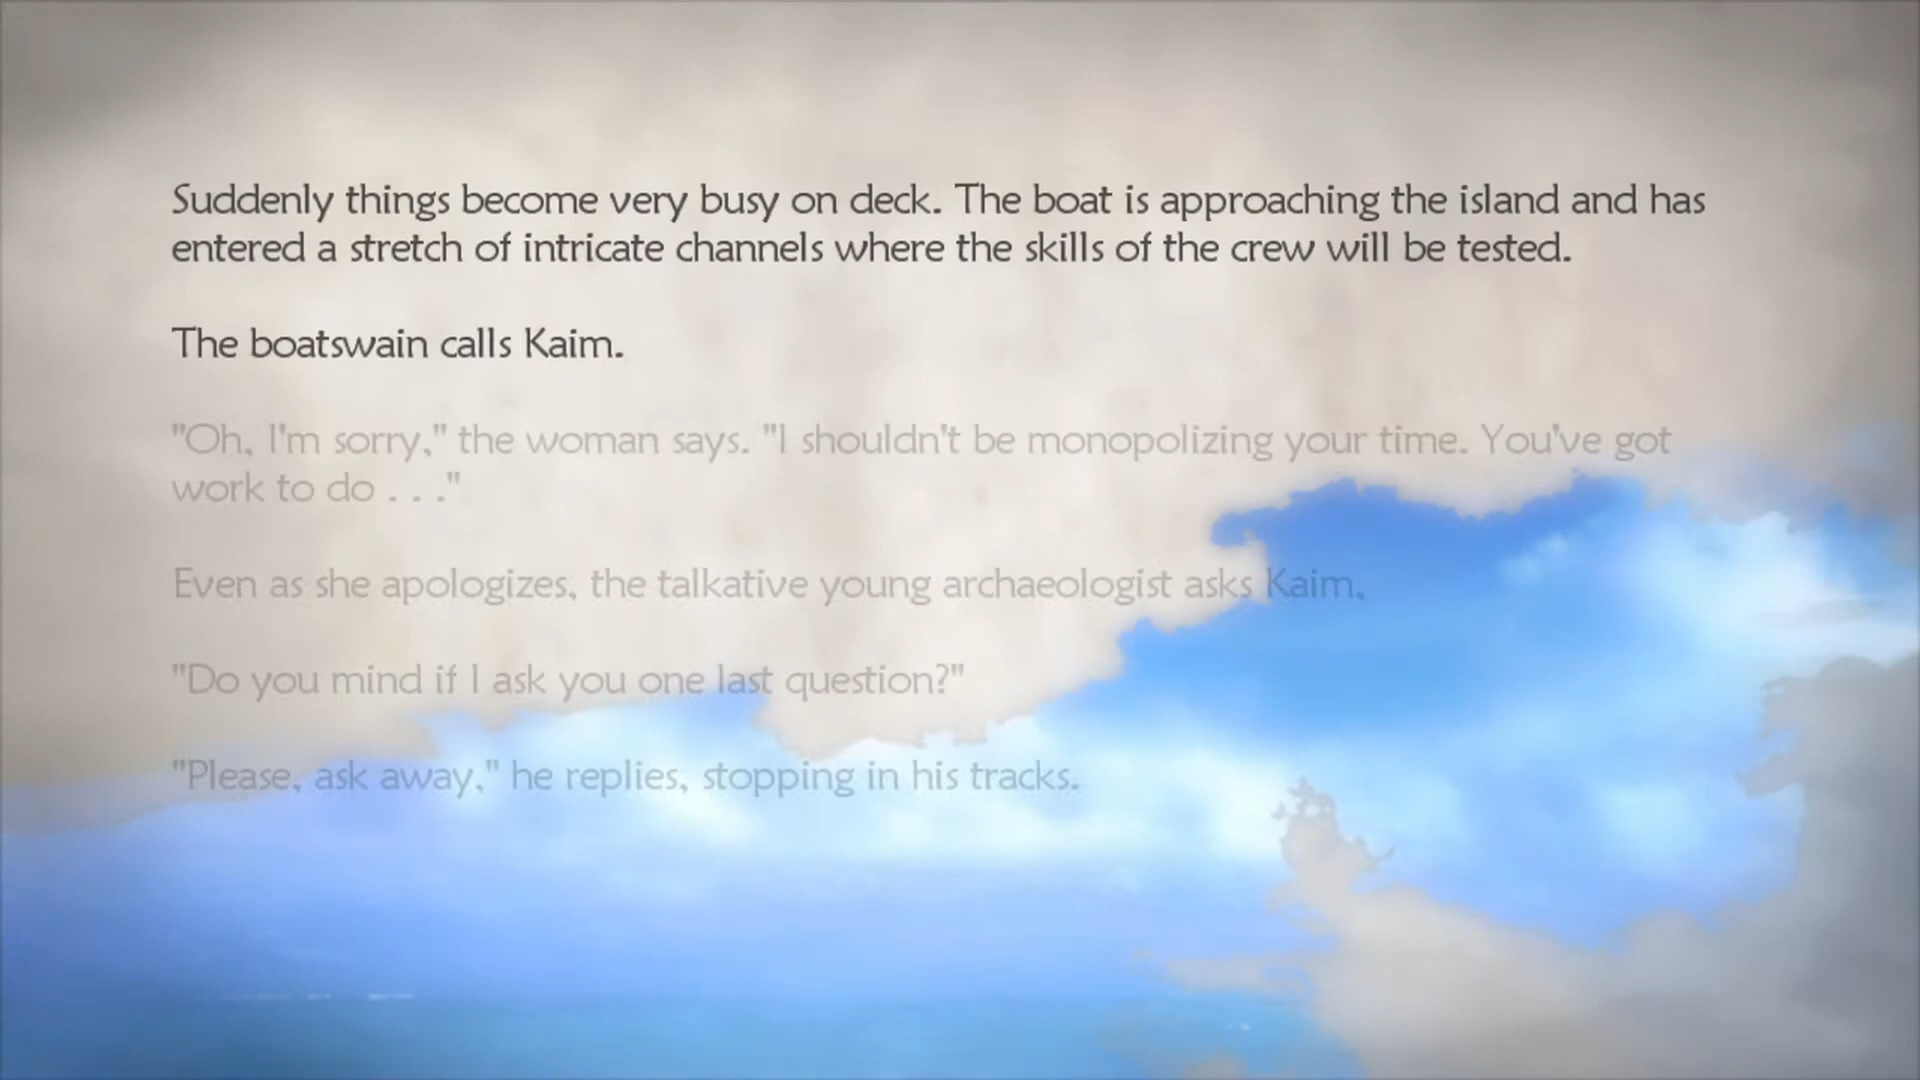 Suddenly things become very busy on deck. The boat is approaching the island and has
entered a stretch of intricate channels where the skills of the crew will be tested.
The boatswain calls Kaim.
"Oh, I'm sorry," the woman says. "I shouldn't be monopolizing your time. You've got
work to do . . ."
Even as she apologizes, the talkative young archaeologist asks Kaim,
"Do you mind if I ask you one last question?"
"Please, ask away," he replies, stopping in his tracks.